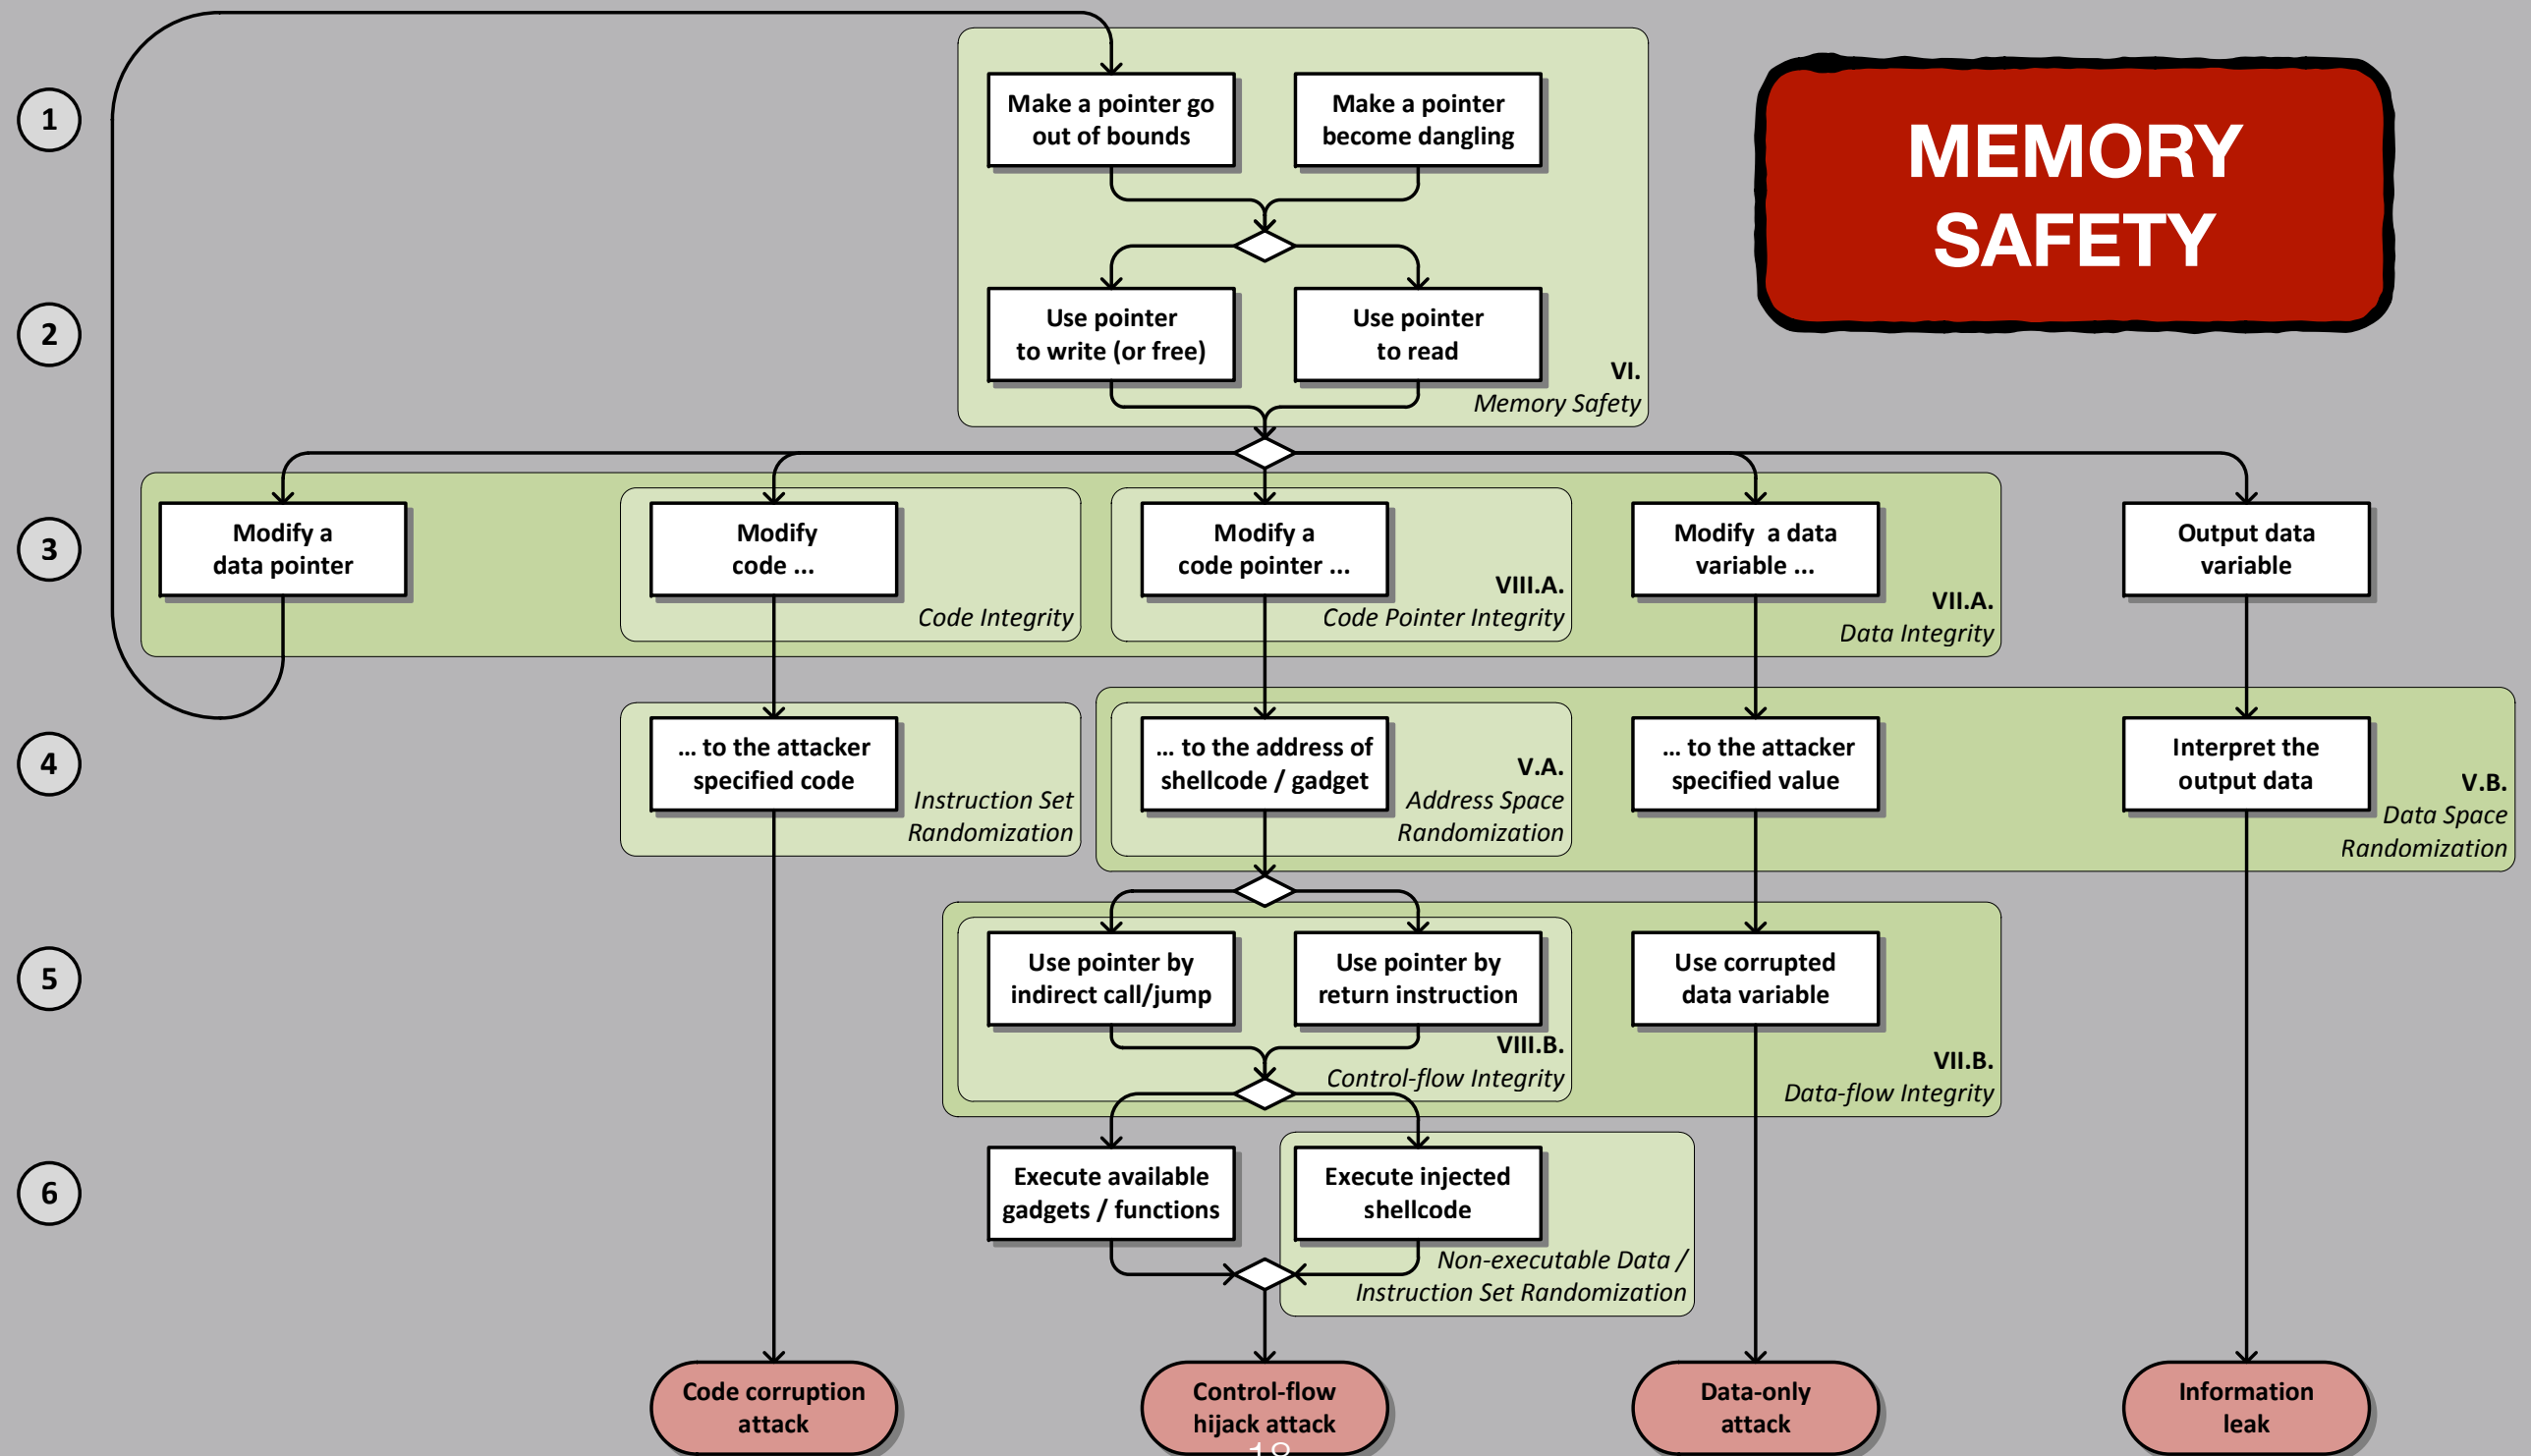 MEMORY
SAFETY
1
Make a pointer go
out of bounds
Make a pointer
become dangling
2
Use pointer
to write (or free)
Use pointer
to read
VI.
Memory Safety
3
Modify a
data pointer
Modify
code ...
Code Integrity
Modify a
code pointer ...
VIII.A.
Code Pointer Integrity
Modify  a data
variable ...
VII.A.
Data Integrity
Output data
variable
4
... to the attacker
specified code
Instruction Set
Randomization
... to the address of
shellcode / gadget
V.A.
Address Space
Randomization
... to the attacker
specified value
Interpret the
output data
V.B.
Data Space
Randomization
5
Use pointer by
indirect call/jump
Use pointer by
return instruction
VIII.B.
Control-flow Integrity
Use corrupted
data variable
VII.B.
Data-flow Integrity
6
Execute available
gadgets / functions
Execute injected
shellcode
Non-executable Data /
Instruction Set Randomization
Code corruption
attack
Control-flow
hijack attack
Data-only
attack
Information
leak